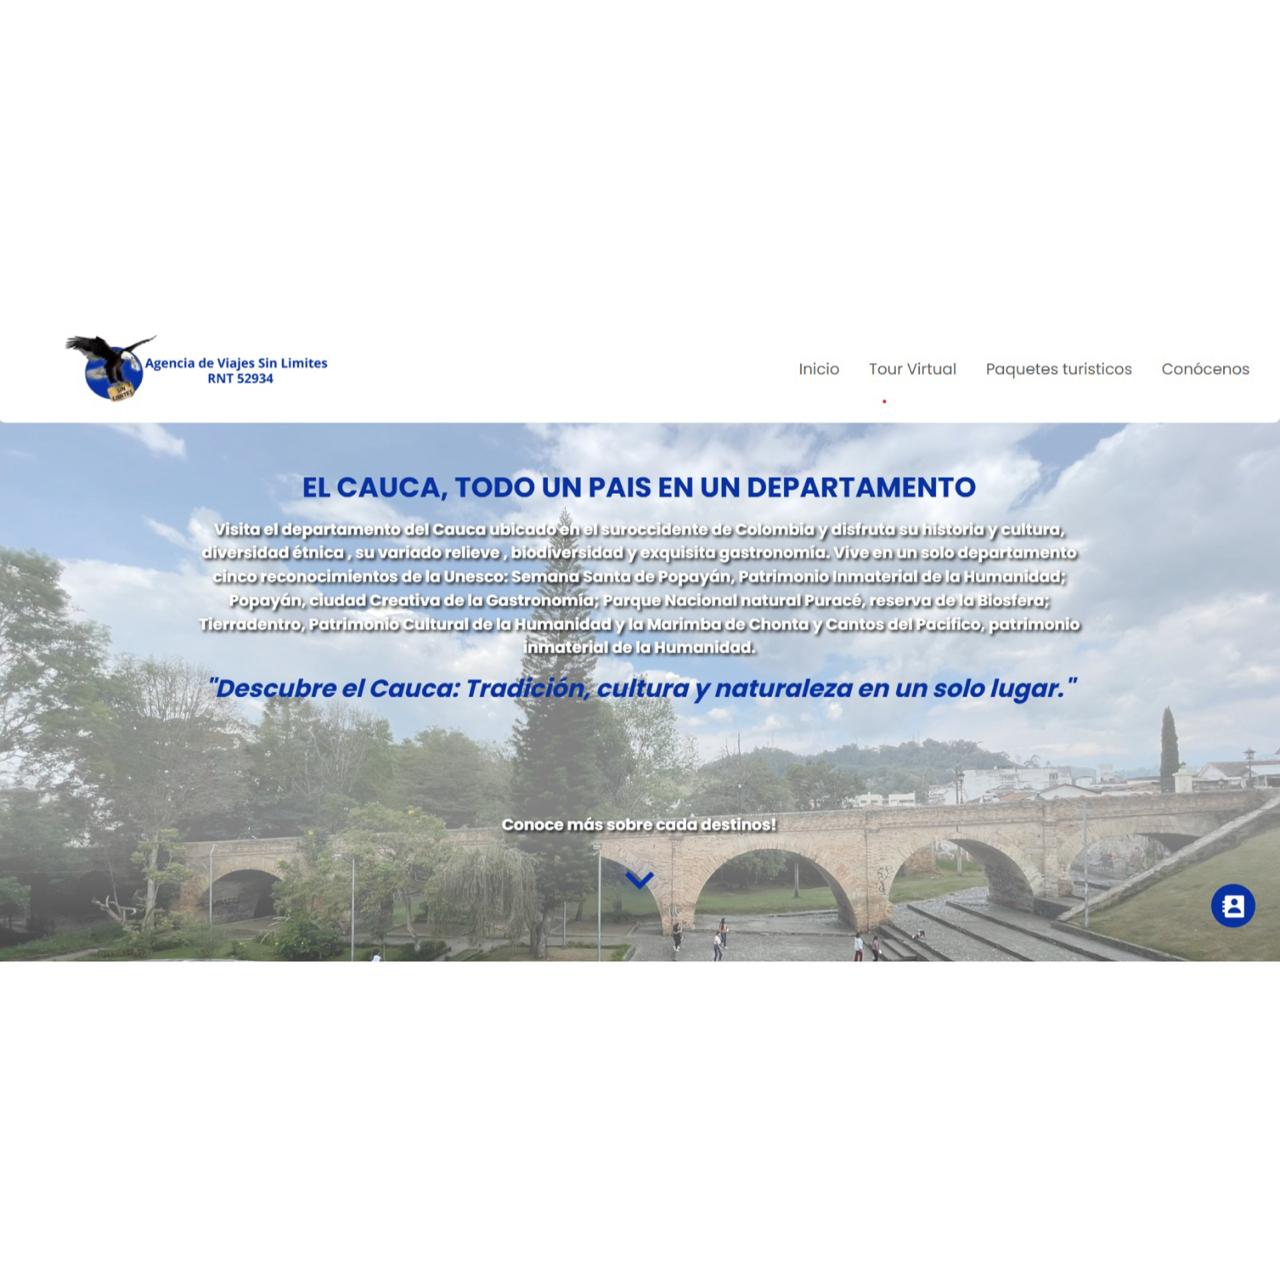 Agencia de Viajes Sin Limites
RNT 52934
SIN
LIMITES
Inicio
Tour Virtual
Paquetes turisticos
Conócenos
EL CAUCA, TODO UN PAIS EN UN DEPARTAMENTO
Visita el departamento del Cauca ubicado en el suroccidente de Colombia y disfruta su historia y cultura,
diversidad étnica , su variado relieve , biodiversidad y exquisita gastronomía. Vive en un solo departamento
cinco reconocimientos de la Unesco: Semana Santa de Popayán, Patrimonio Inmaterial de la Humanidad;
Popayán, ciudad Creativa de la Gastronomía; Parque Nacional natural Puracé, reserva de la Biosfera;
Tierradentro, Patrimonio Cultural de la Humanidad y la Marimba de Chonta y Cantos del Pacífico, patrimonio
inmaterial de la Humanidad.
"Descubre el Cauca: Tradición, cultura y naturaleza en un solo lugar."
Conoce más sobre cada destinos!